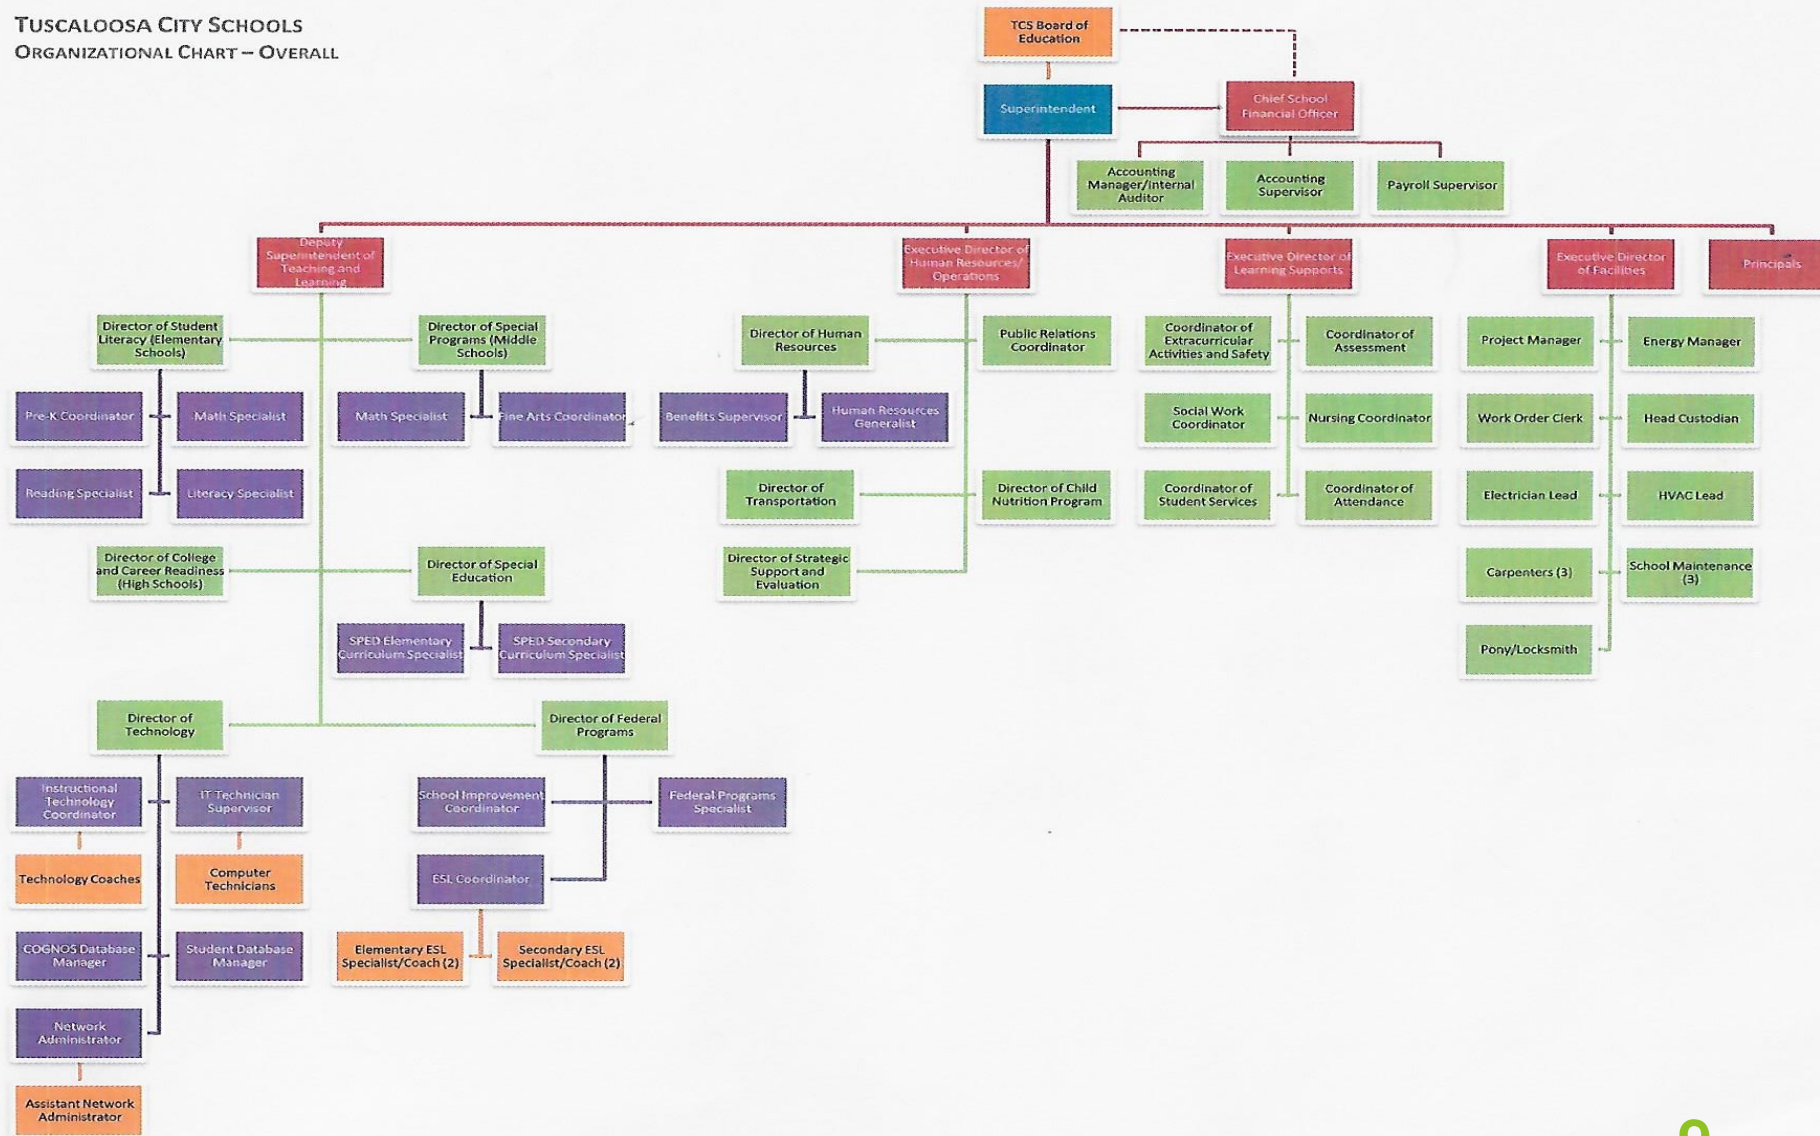 TUSCALOOSA CITY SCHOOLS
ORGANIZATIONAL CHART – OVERALL
TCS Board of
Education
Superintendent
Chief School
Financial Officer
Accounting
Manager/Internal
Auditor
Accounting
Supervisor
Payroll Supervisor
Deputy
Superintendent of
Teaching and
Learning
Executive Director of
Human Resources/
Operations
Executive Director of
Learning Supports
Executive Director
of Facilities
Principals
Director of Student
Literacy (Elementary
Schools)
Director of Special
Programs (Middle
Schools)
Director of Human
Resources
Public Relations
Coordinator
Coordinator of
Extracurricular
Activities and Safety
Coordinator of
Assessment
Project Manager
Energy Manager
Pre-K Coordinator
Math Specialist
Math Specialist
Fine Arts Coordinator
Benefits Supervisor
Human Resources
Generalist
Social Work
Coordinator
Nursing Coordinator
Work Order Clerk
Head Custodian
Reading Specialist
Literacy Specialist
Director of
Transportation
Director of Child
Nutrition Program
Coordinator of
Student Services
Coordinator of
Attendance
Electrician Lead
HVAC Lead
Director of College
and Career Readiness
(High Schools)
Director of Special
Education
Director of Strategic
Support and
Evaluation
Carpenters (3)
School Maintenance
(3)
SPED Elementary
Curriculum Specialist
SPED Secondary
Curriculum Specialist
Pony/Locksmith
Director of
Technology
Director of Federal
Programs
Instructional
Technology
Coordinator
IT Technician
Supervisor
School Improvement
Coordinator
Federal Programs
Specialist
Technology Coaches
Computer
Technicians
ESL Coordinator
COGNOS Database
Manager
Student Database
Manager
Elementary ESL
Specialist/Coach (2)
Secondary ESL
Specialist/Coach (2)
Network
Administrator
Assistant Network
Administrator